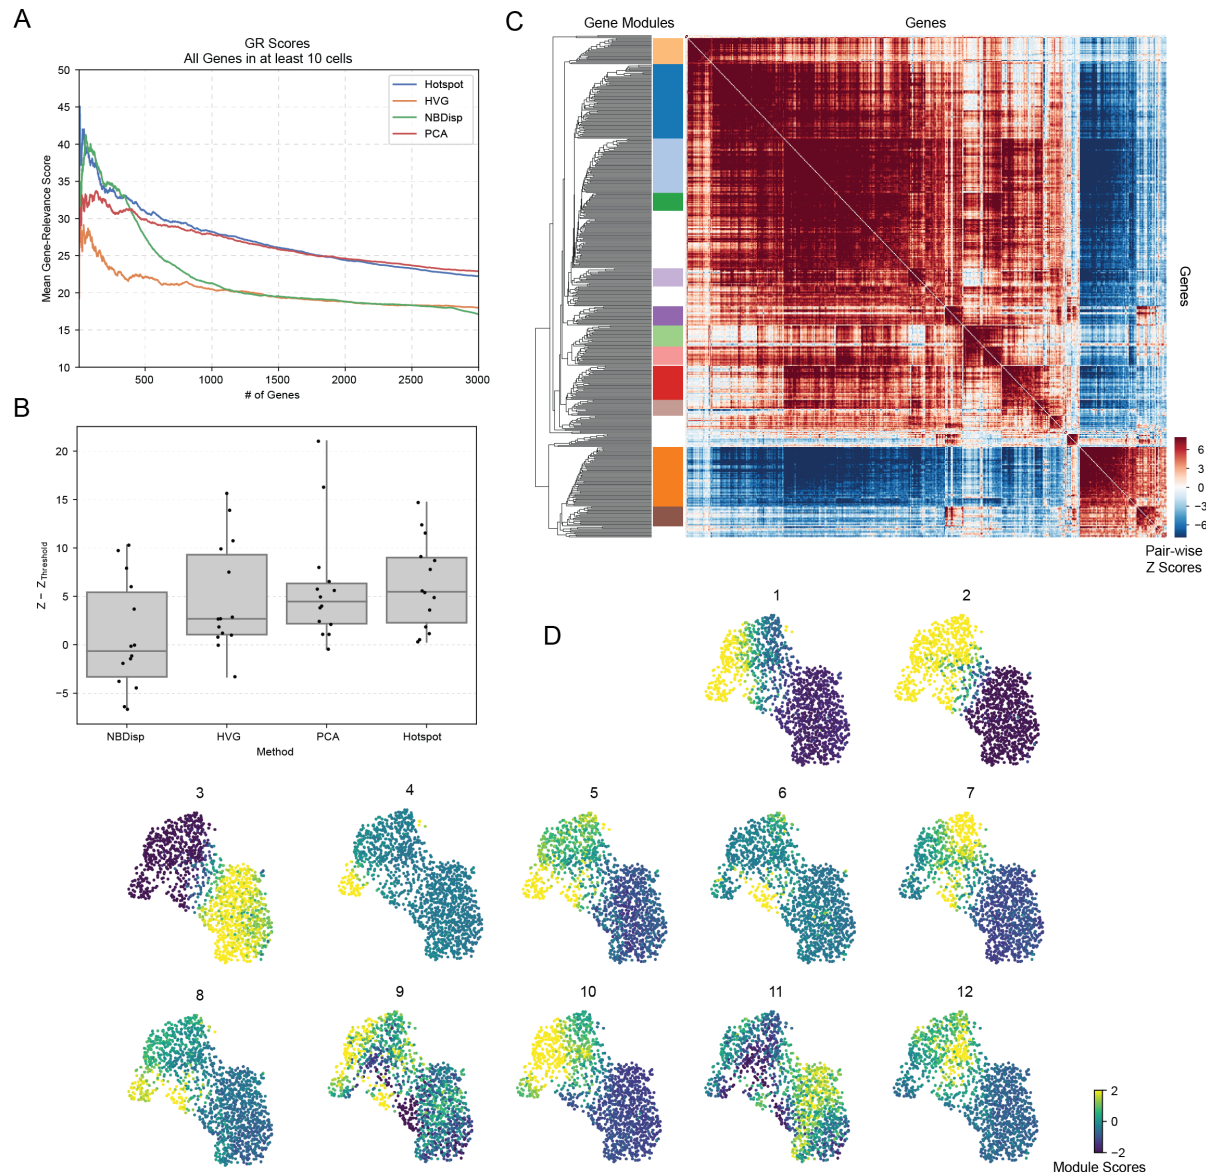 A
GR Scores
All Genes in at least 10 cells
Mean Gene-Relevance Score
50
45
40
35
30
25
20
15
10
Hotspot
HVG
NBDisp
PCA
500
1000
1500
2000
2500
3000
# of Genes
B
Z − Z_Threshold
20
15
10
5
0
−5
NBDisp
HVG
PCA
Hotspot
Method
C
Gene Modules
Genes
Genes
6
3
0
−3
−6
Pair-wise
Z Scores
D
1
2
3
4
5
6
7
8
9
10
11
12
2
0
−2
Module Scores